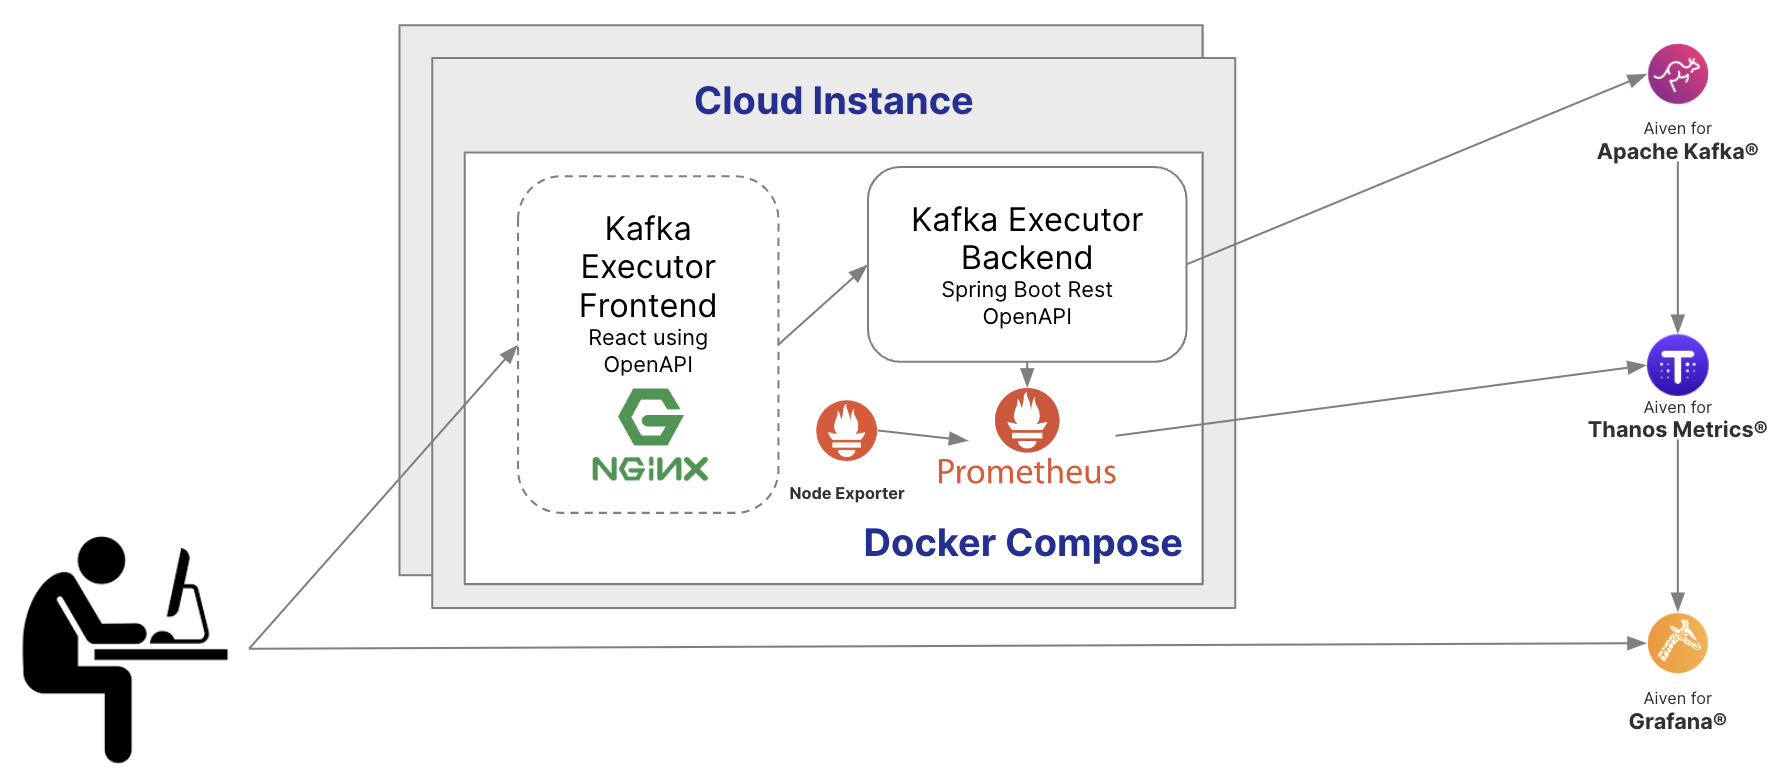 Cloud Instance
Kafka
Executor
Frontend
React using
OpenAPI
NGiNX
Kafka Executor
Backend
Spring Boot Rest
OpenAPI
Node Exporter
Prometheus
Docker Compose
Aiven for
Apache Kafka®
T
Aiven for
Thanos Metrics®
Aiven for
Grafana®